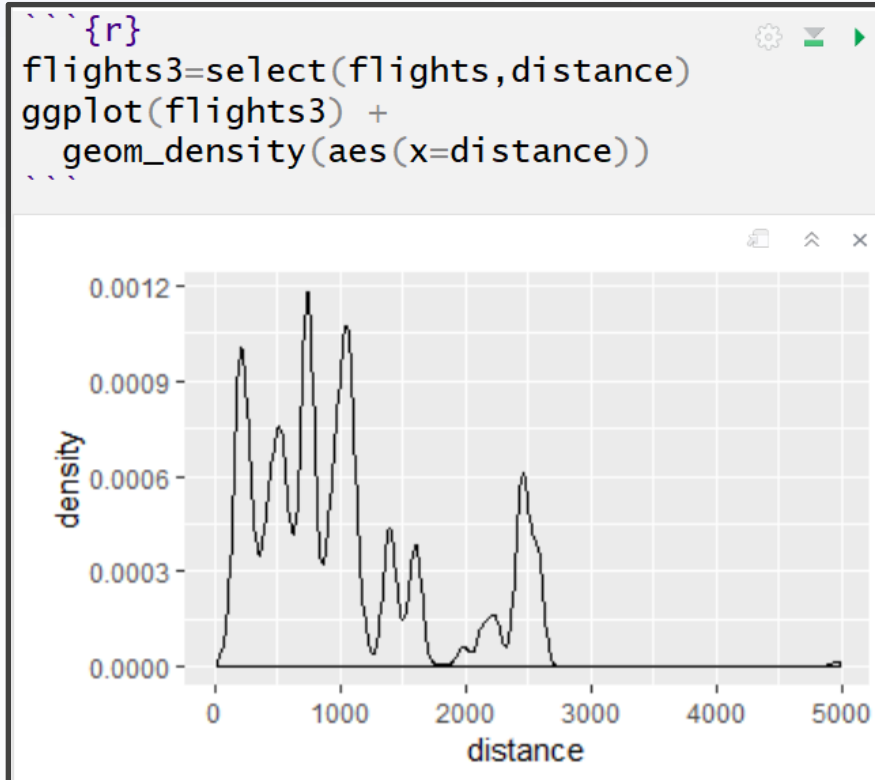 ```{r}
flights3=select(flights,distance)
ggplot(flights3) +
  geom_density(aes(x=distance))
```
0.0012
0.0009
0.0006
0.0003
0.0000
density
0 1000 2000 3000 4000 5000
distance